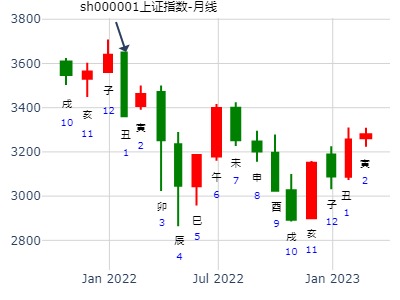 sh000001上证指数-月线
3800
3600
3400
3200
3000
2800
戌
10
亥
11
子
12
丑
1
寅
2
卯
3
辰
4
巳
5
午
6
未
7
申
8
酉
9
戌
10
亥
11
子
12
丑
1
寅
2
Jan 2022
Jul 2022
Jan 2023